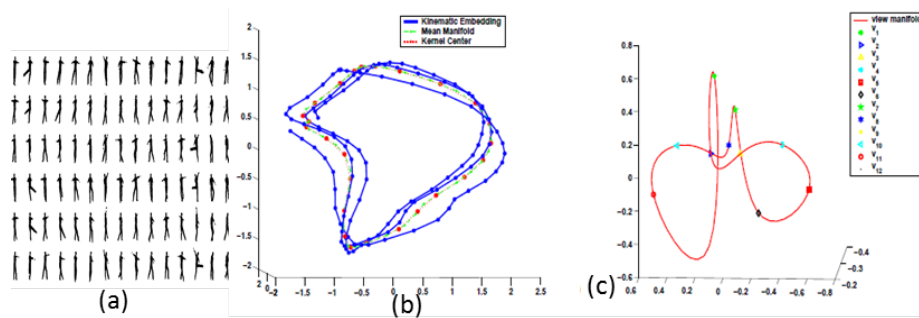 Kinematic Embedding
Mean Manifold
Kernel Center
2
1.5
1
0.5
0
−0.5
−1
−1.5
−2
−2 −1.5 −1 −0.5 0 0.5 1 1.5 2 2.5
view manifold
V1
V2
V3
V4
V5
V6
V7
V8
V9
V10
V11
V12
0.8
0.6
0.4
0.2
0
−0.2
−0.4
−0.6
0.6 0.4 0.2 0 −0.2 −0.4 −0.6 −0.8
−0.4
−0.3
−0.2
(a)
(b)
(c)